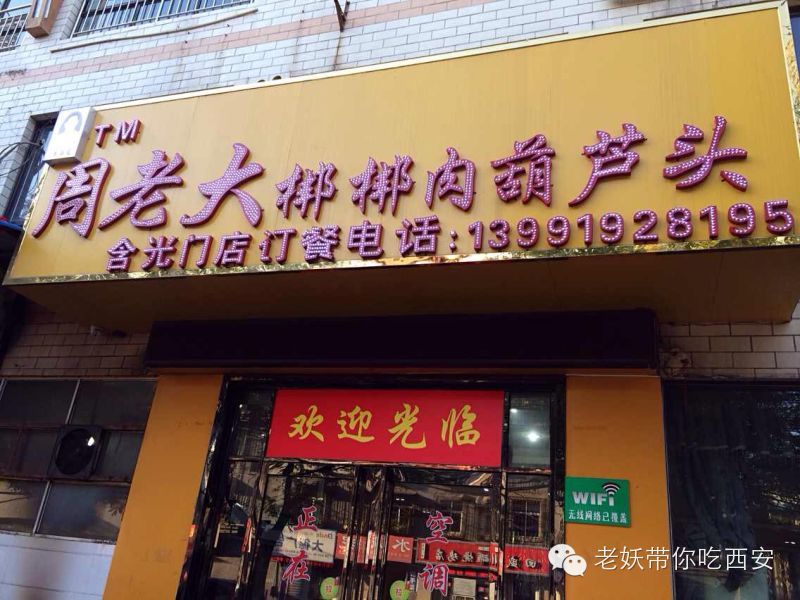 TM
周老大梆梆肉葫芦头
含光门店订餐电话:13991928195
欢迎光临
WiFi
无线网络已覆盖
正在
空调
老妖带你吃西安